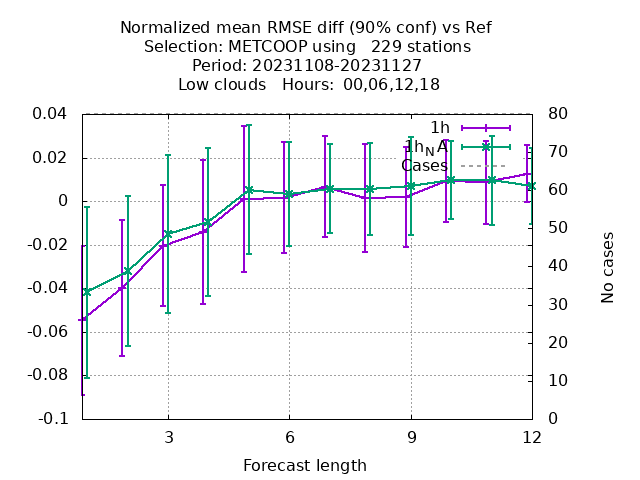 Normalized mean RMSE diff (90% conf) vs Ref
Selection: METCOOP using 229 stations
Period: 20231108-20231127
Low clouds Hours: 00,06,12,18
0.04
0.02
0
-0.02
-0.04
-0.06
-0.08
-0.1
80
70
60
50
40
30
20
10
0
1h
1h_NA
Cases
No cases
3
6
9
12
Forecast length